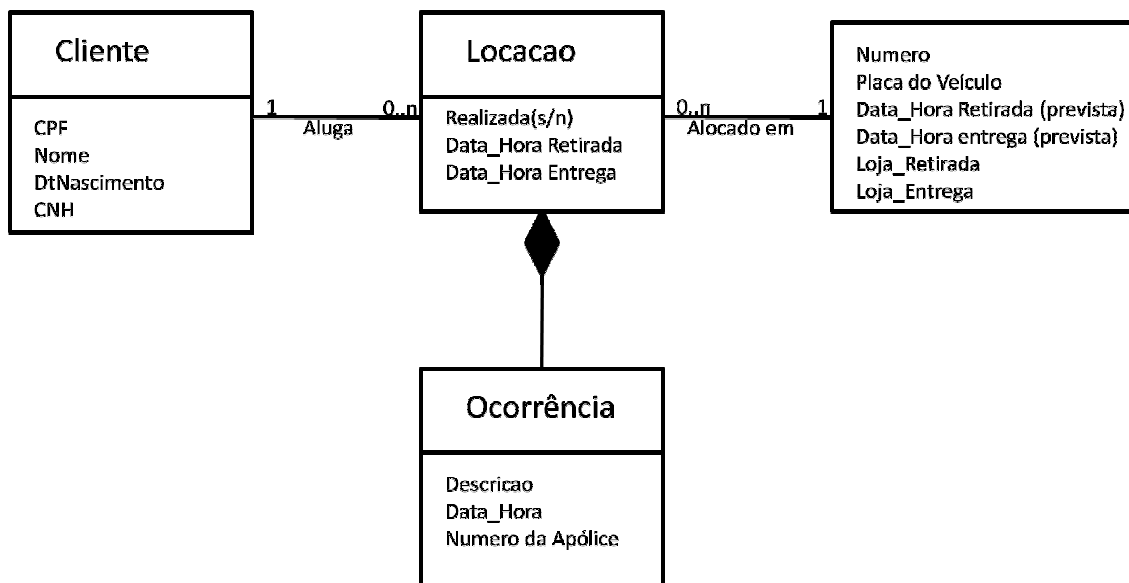 Cliente
CPF
Nome
DtNascimento
CNH
1
Aluga
0..n
Locacao
Realizada(s/n)
Data_Hora Retirada
Data_Hora Entrega
0..n
Alocado em
1
Numero
Placa do Veículo
Data_Hora Retirada (prevista)
Data_Hora entrega (prevista)
Loja_Retirada
Loja_Entrega
Ocorrência
Descricao
Data_Hora
Numero da Apólice